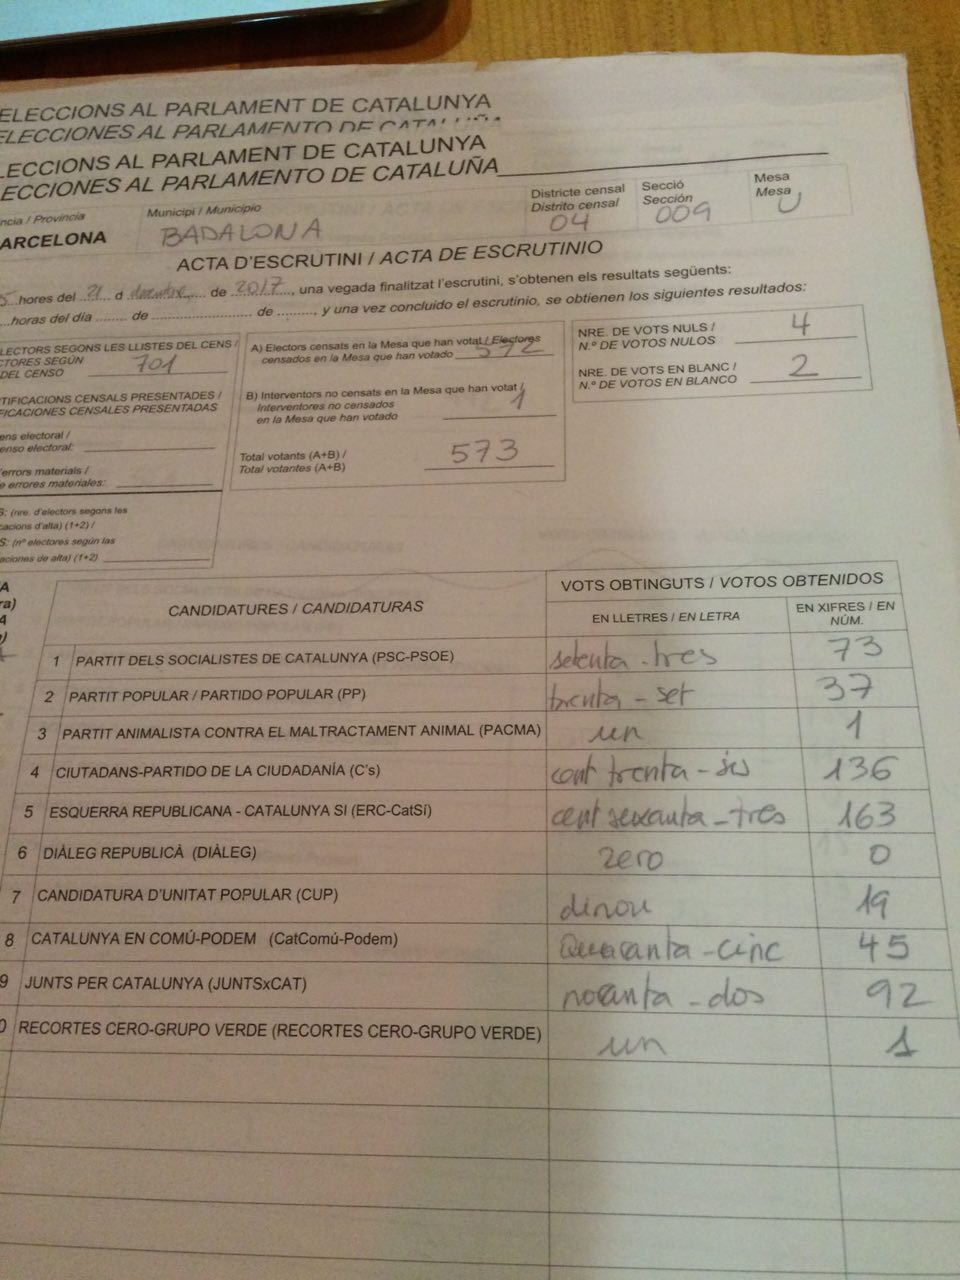 ELECCIONS AL PARLAMENT DE CATALUNYA
ELECCIONES AL PARLAMENTO DE CATALUÑA
LECCIONS AL PARLAMENT DE CATALUNYA
ECCIONES AL PARLAMENTO DE CATALUÑA
ncia / Provincia
ARCELONA
Municipi / Municipio
BADALONA
Districte censal
Distrito censal
04
Secció
Sección
009
Mesa
Mesa
U
ACTA D'ESCRUTINI / ACTA DE ESCRUTINIO
hores del 21 d desembre de 2017, una vegada finalitzat l'escrutini, s'obtenen els resultats següents:
...horas del día ........ de .......................... de ........, y una vez concluido el escrutinio, se obtienen los siguientes resultados:
LECTORS SEGONS LES LLISTES DEL CENS /
CTORES SEGÚN
DEL CENSO 701
TIFICACIONS CENSALS PRESENTADES /
FICACIONES CENSALES PRESENTADAS
ens electoral /
enso electoral:
errors materials /
e errores materiales:
S: (nre. d'electors segons les
cacions d'alta) (1+2) /
S: (nº electores según las
aciones de alta) (1+2)
A) Electors censats en la Mesa que han votat / Electores
censados en la Mesa que han votado 572
B) Interventors no censats en la Mesa que han votat /
Interventores no censados
en la Mesa que han votado 1
Total votants (A+B) /
Total votantes (A+B) 573
NRE. DE VOTS NULS /
N.º DE VOTOS NULOS 4
NRE. DE VOTS EN BLANC /
N.º DE VOTOS EN BLANCO 2
CANDIDATURES / CANDIDATURAS
VOTS OBTINGUTS / VOTOS OBTENIDOS
EN LLETRES / EN LETRA
EN XIFRES / EN
NÚM.
1 PARTIT DELS SOCIALISTES DE CATALUNYA (PSC-PSOE) setenta-tres 73
2 PARTIT POPULAR / PARTIDO POPULAR (PP) trenta-set 37
3 PARTIT ANIMALISTA CONTRA EL MALTRACTAMENT ANIMAL (PACMA) un 1
4 CIUTADANS-PARTIDO DE LA CIUDADANÍA (C's) cent trenta-sis 136
5 ESQUERRA REPUBLICANA - CATALUNYA SI (ERC-CatSí) cent seixanta-tres 163
6 DIÀLEG REPUBLICÀ (DIÀLEG) zero 0
7 CANDIDATURA D'UNITAT POPULAR (CUP) dinou 19
8 CATALUNYA EN COMÚ-PODEM (CatComú-Podem) Quaranta-cinc 45
9 JUNTS PER CATALUNYA (JUNTSxCAT) noranta-dos 92
0 RECORTES CERO-GRUPO VERDE (RECORTES CERO-GRUPO VERDE) un 1